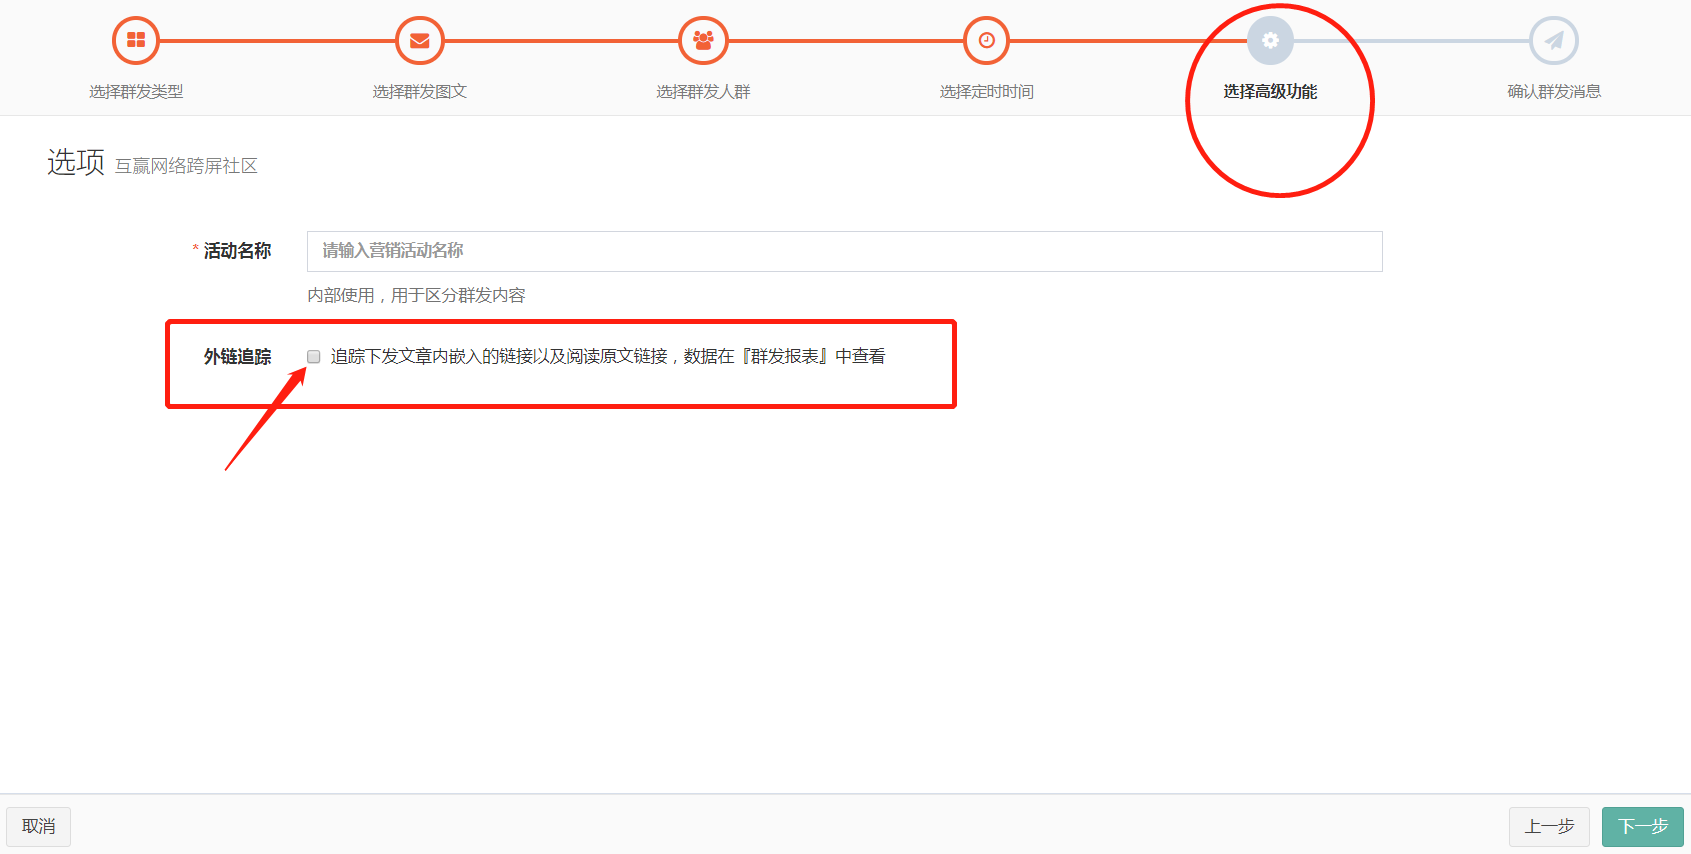 选择群发类型
选择群发图文
选择群发人群
选择定时时间
选择高级功能
确认群发消息
选项 互赢网络跨屏社区
* 活动名称 请输入营销活动名称
内部使用，用于区分群发内容
外链追踪 追踪下发文章内嵌入的链接以及阅读原文链接，数据在『群发报表』中查看
取消
上一步
下一步